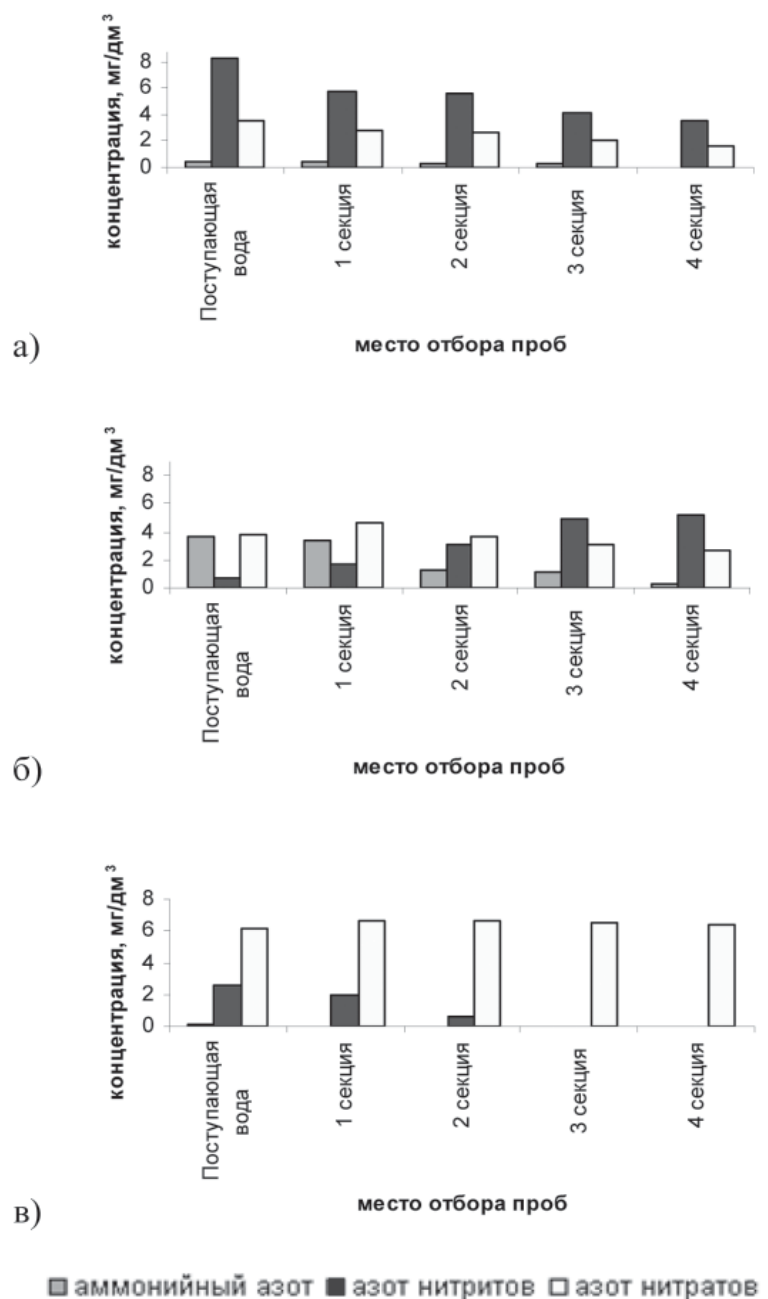 концентрация, мг/дм³
8
6
4
2
0
Поступающая
вода
1 секция
2 секция
3 секция
4 секция
место отбора проб
а)
концентрация, мг/дм³
8
6
4
2
0
Поступающая
вода
1 секция
2 секция
3 секция
4 секция
место отбора проб
б)
концентрация, мг/дм³
8
6
4
2
0
Поступающая
вода
1 секция
2 секция
3 секция
4 секция
место отбора проб
в)
аммонийный азот азот нитритов азот нитратов